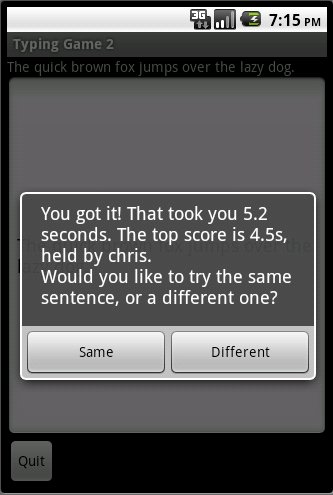 3G 7:15 PM
Typing Game 2
The quick brown fox jumps over the lazy dog.
You got it! That took you 5.2
seconds. The top score is 4.5s,
held by chris.
Would you like to try the same
sentence, or a different one?
Same Different
Quit